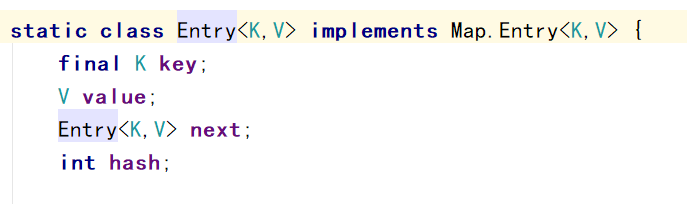 static class Entry<K,V> implements Map.Entry<K,V> {
final K key;
V value;
Entry<K,V> next;
int hash;